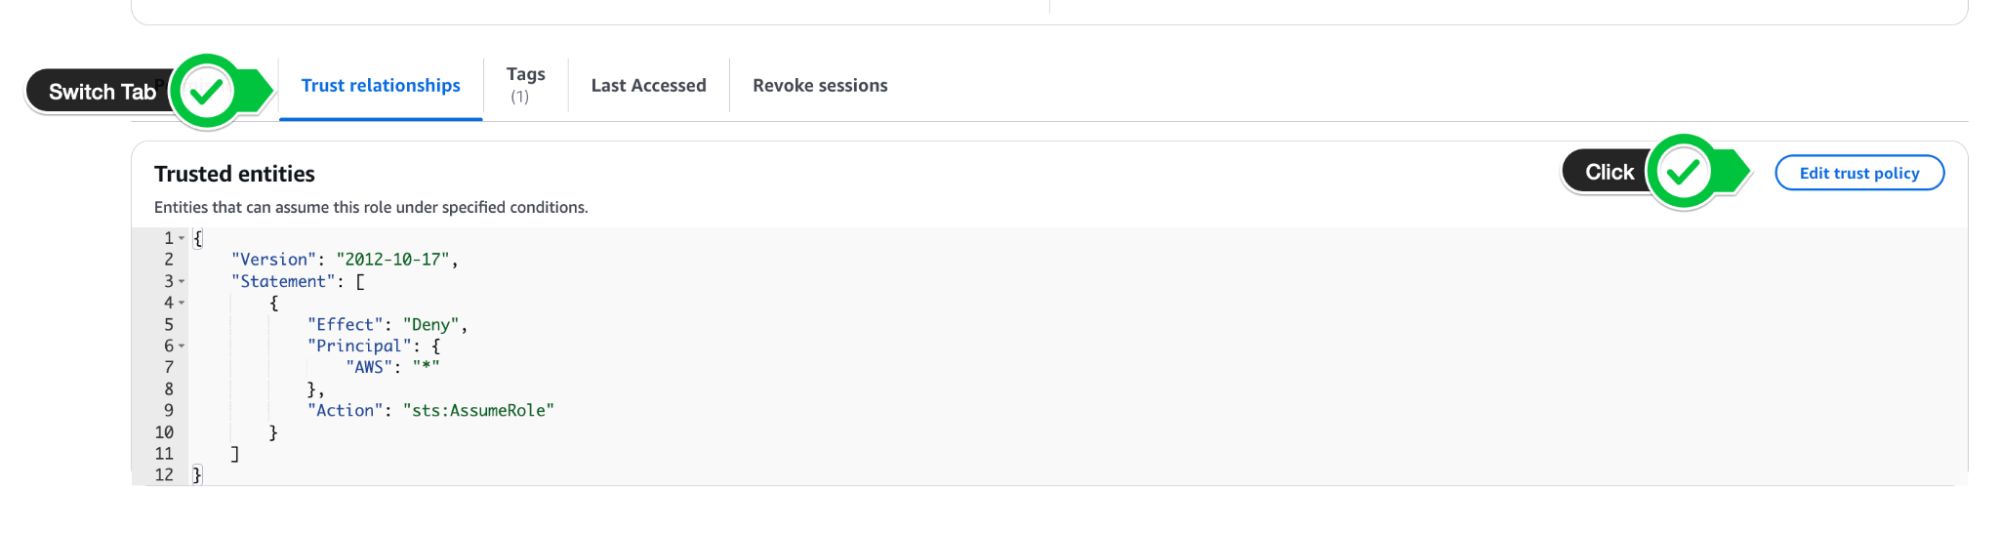 Switch Tab
Trust relationships
Tags
(1)
Last Accessed
Revoke sessions
Trusted entities
Click
Edit trust policy
Entities that can assume this role under specified conditions.
1 {
2     "Version": "2012-10-17",
3     "Statement": [
4         {
5             "Effect": "Deny",
6             "Principal": {
7                 "AWS": "*"
8             },
9             "Action": "sts:AssumeRole"
10         }
11     ]
12 }